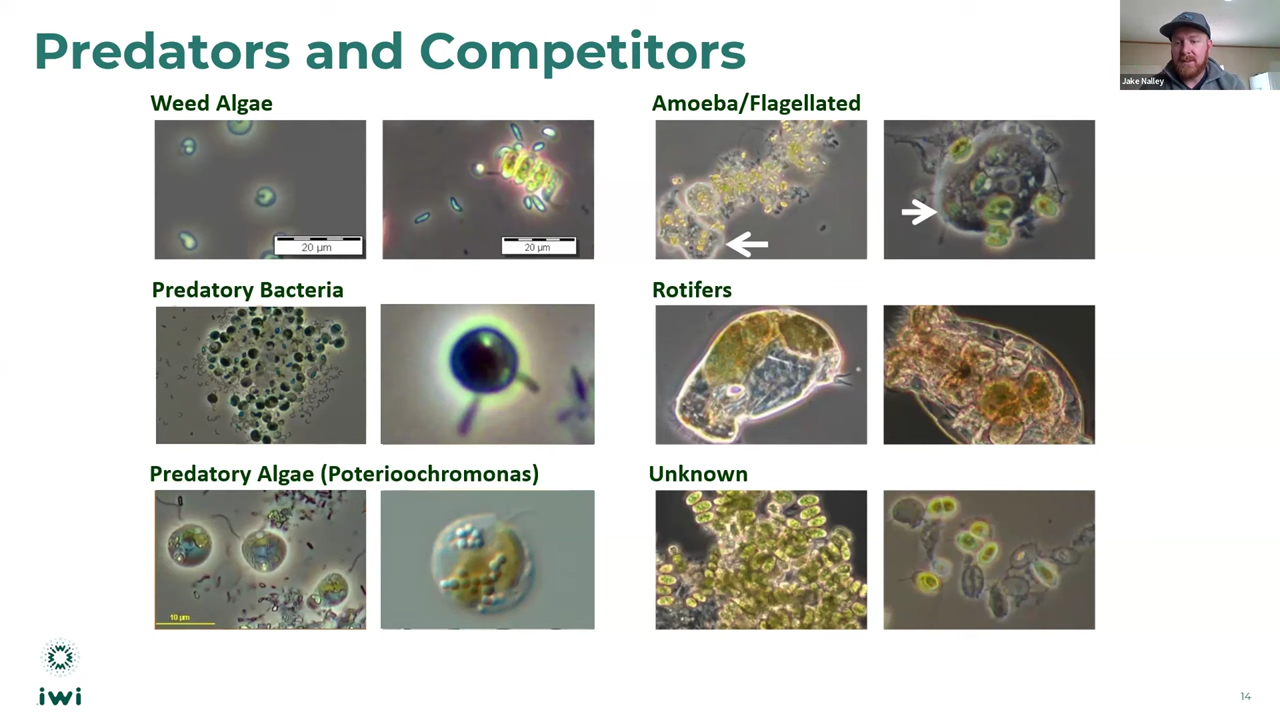 Predators and Competitors
Jake Nalley
Weed Algae
20 µm
20 µm
Amoeba/Flagellated
Predatory Bacteria
Rotifers
Predatory Algae (Poterioochromonas)
10 µm
Unknown
iwi
14